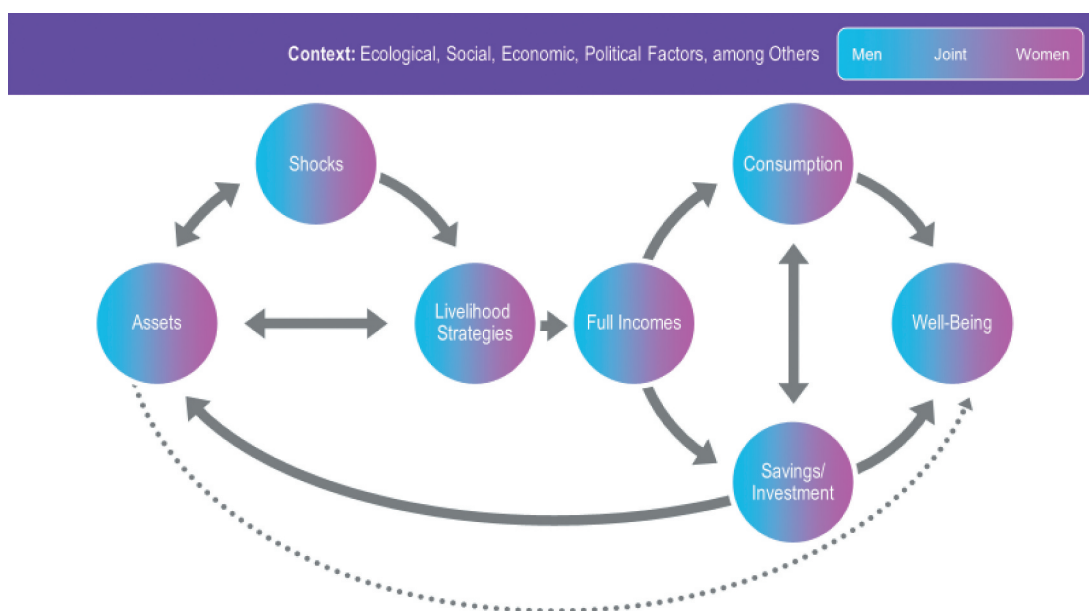 Context: Ecological, Social, Economic, Political Factors, among Others
Men Joint Women
Shocks
Consumption
Assets
Livelihood
Strategies
Full Incomes
Well-Being
Savings/
Investment